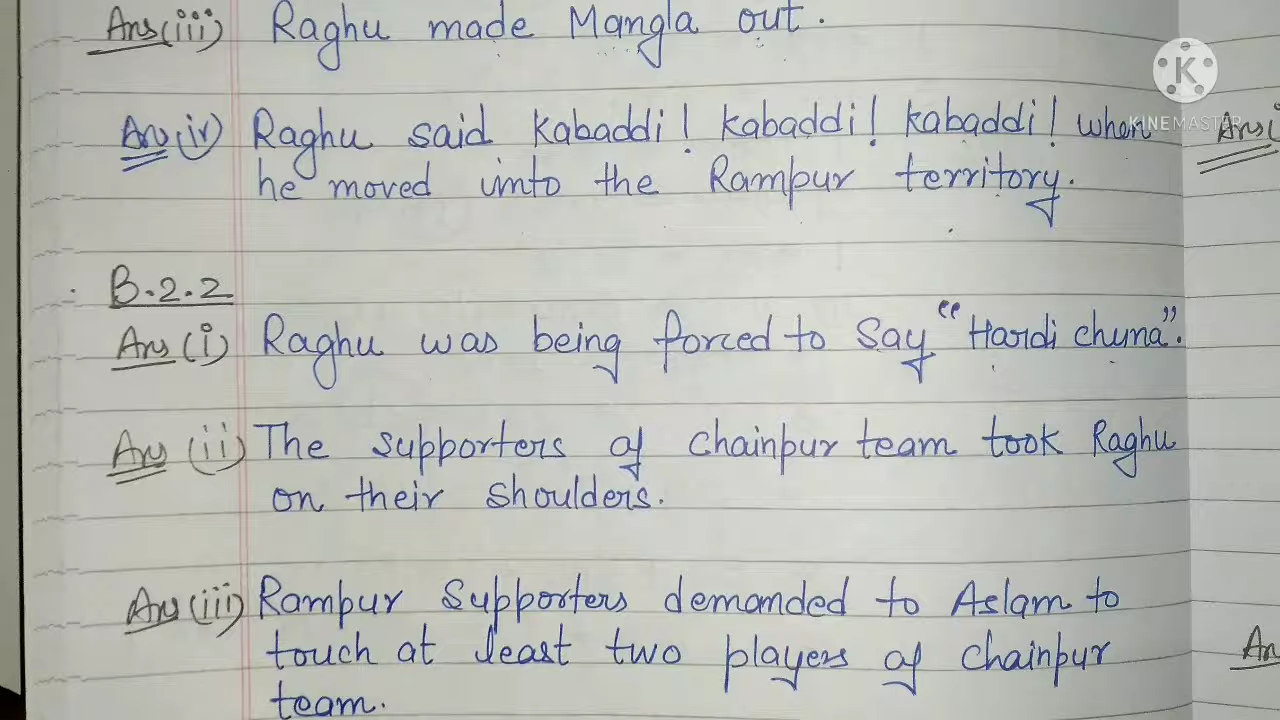 Ans(iii) Raghu made Mangla out.
Ans(iv) Raghu said Kabaddi! kabaddi! kabaddi! when
he moved imto the Rampur territory.
B.2.2
Ans (i) Raghu was being forced to say "Hardi chuna".
Ans (ii) The supporters of chainpur team took Raghu
on their shoulders.
Ans (iii) Rampur supporters demanded to Aslam to
touch at least two players of chainpur
team.
K
KINEMASTER
Ans(
An